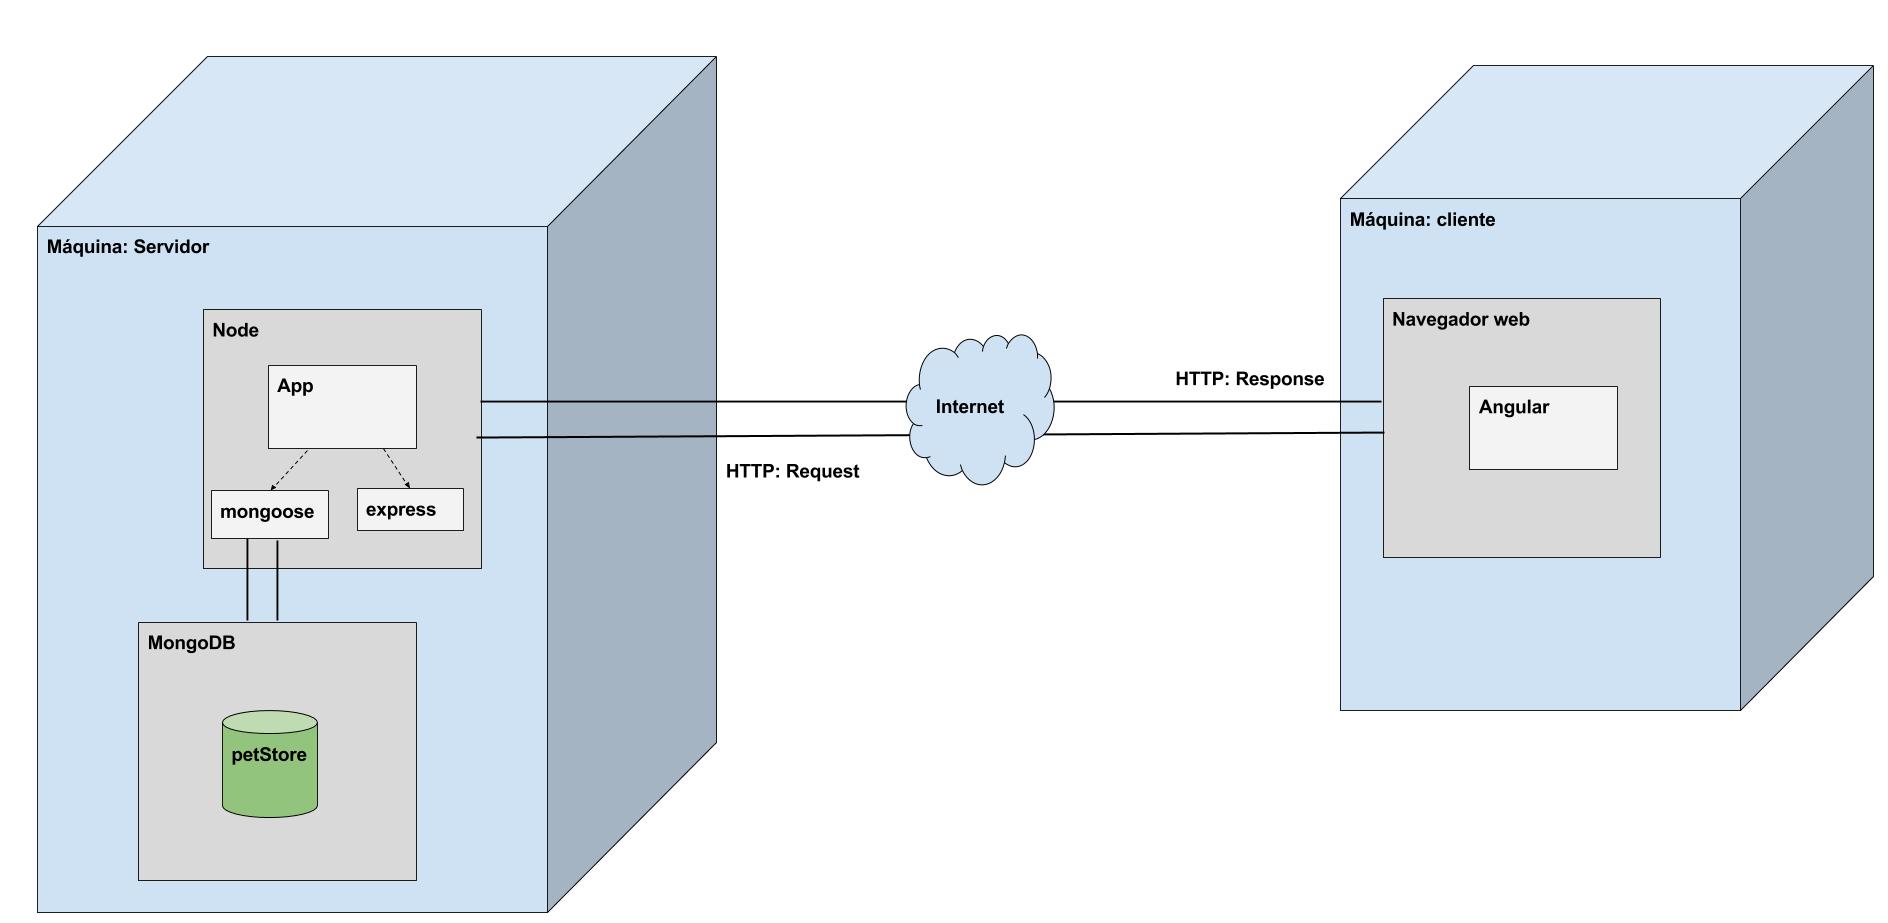 Máquina: Servidor
Node
App
mongoose
express
MongoDB
petStore
HTTP: Request
Internet
HTTP: Response
Máquina: cliente
Navegador web
Angular